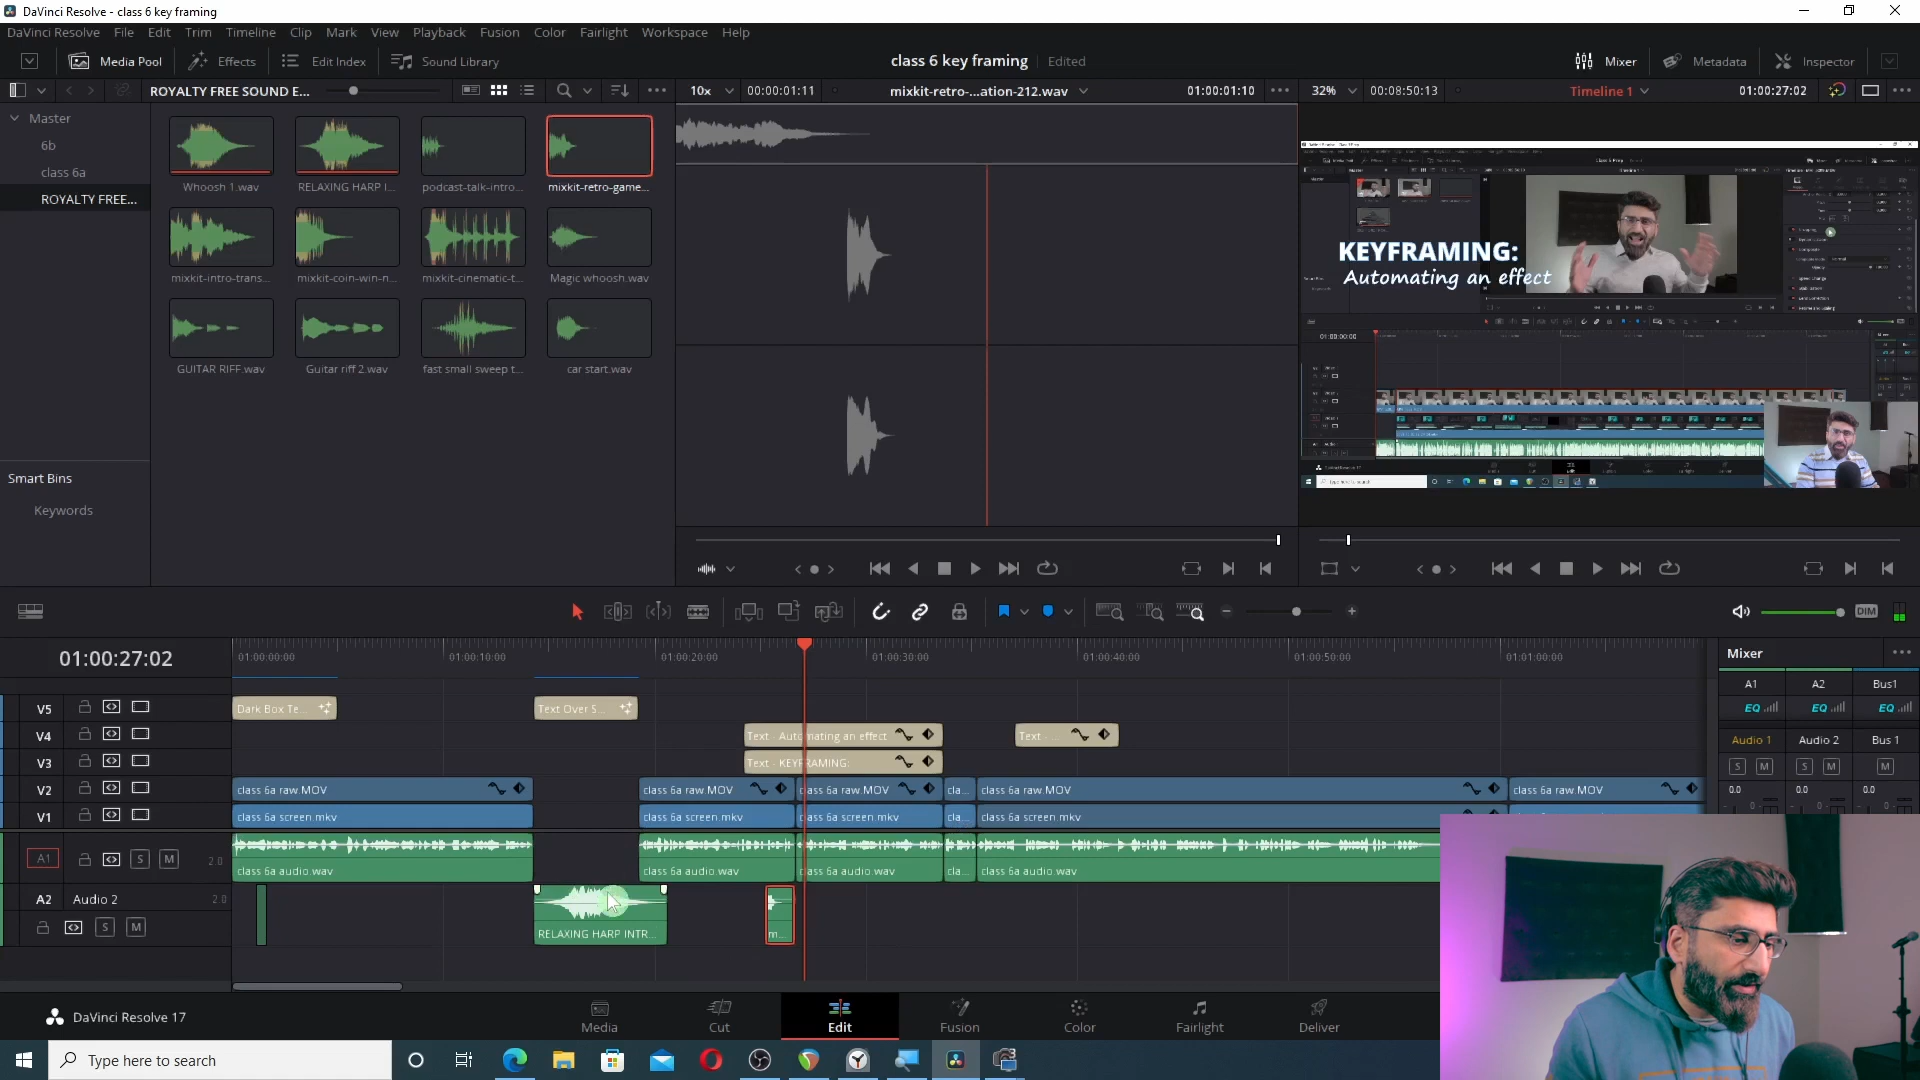 DaVinci Resolve - class 6 key framing
DaVinci Resolve File Edit Trim Timeline Clip Mark View Playback Fusion Color Fairlight Workspace Help
Media Pool Effects Edit Index Sound Library class 6 key framing Edited Mixer Metadata Inspector
ROYALTY FREE SOUND E... 10x 00:00:01:11 mixkit-retro-...ation-212.wav 01:00:01:10 32% 00:08:50:13 Timeline 1 01:00:27:02
Master
6b
class 6a
ROYALTY FREE...
Whoosh 1.wav RELAXING HARP I... podcast-talk-intro... mixkit-retro-game...
mixkit-intro-trans... mixkit-coin-win-n... mixkit-cinematic-t... Magic whoosh.wav
GUITAR RIFF.wav Guitar riff 2.wav fast small sweep t... car start.wav
KEYFRAMING:
Automating an effect
Smart Bins
Keywords
DIM
01:00:27:02 01:00:00:00 01:00:10:00 01:00:20:00 01:00:30:00 01:00:40:00 01:00:50:00 01:01:00:00
V5 Dark Box Te... Text Over S...
V4 Text - Automating an effect Text - ...
V3 Text - KEYFRAMING:
V2 class 6a raw.MOV class 6a raw.MOV class 6a raw.MOV cla... class 6a raw.MOV class 6a raw.MOV
V1 class 6a screen.mkv class 6a screen.mkv class 6a screen.mkv cla... class 6a screen.mkv
A1 S M 2.0
class 6a audio.wav class 6a audio.wav class 6a audio.wav cla... class 6a audio.wav
A2 Audio 2 2.0
S M RELAXING HARP INTR... m...
Mixer
A1 A2 Bus1
EQ EQ EQ
Audio 1 Audio 2 Bus 1
S M S M M
0.0 0.0 0.0
DaVinci Resolve 17 Media Cut Edit Fusion Color Fairlight Deliver
Type here to search